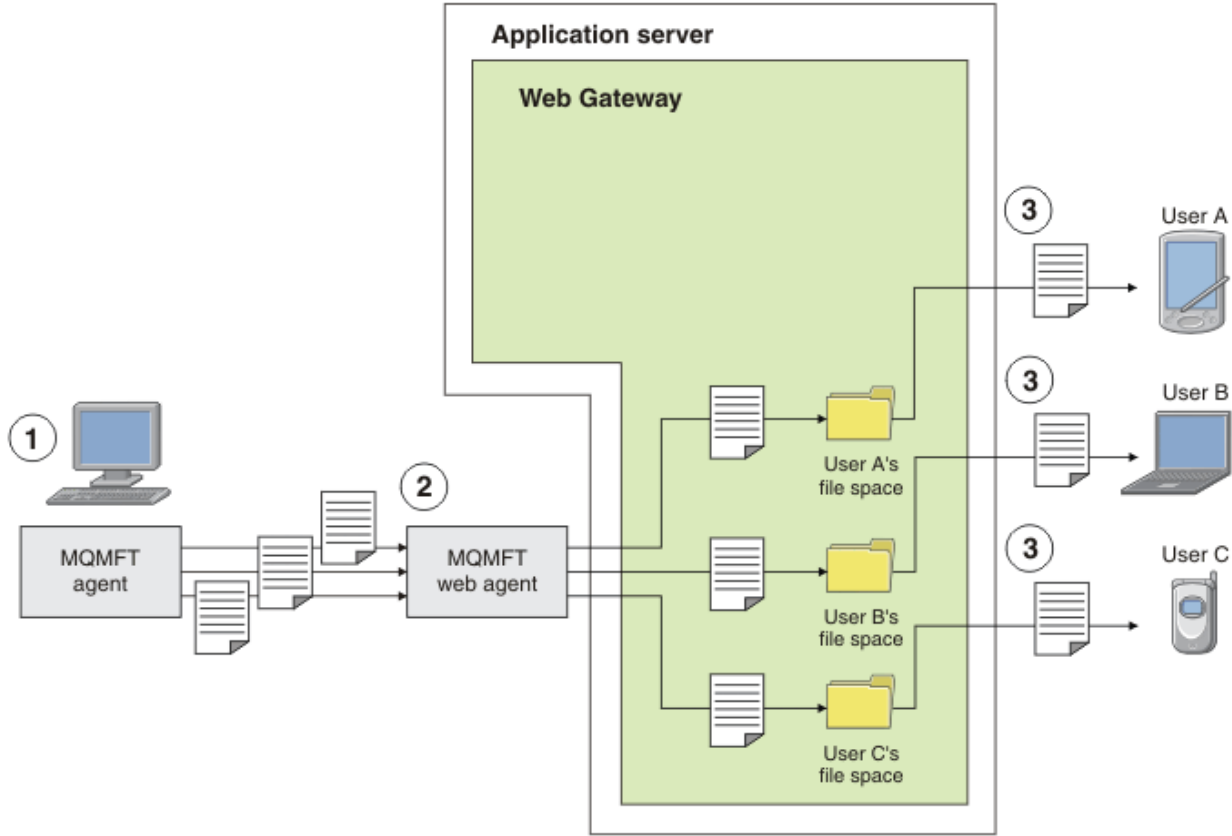 Application server
Web Gateway
3
User A
3
User B
1
User A's
file space
2
MQMFT
agent
MQMFT
web agent
3
User C
User B's
file space
User C's
file space